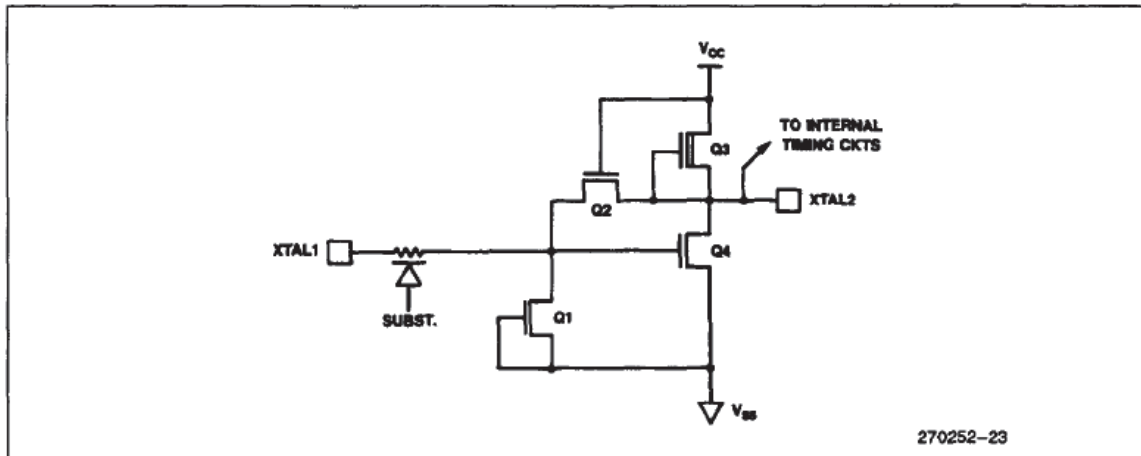 VCC
TO INTERNAL
TIMING CKTS
Q3
XTAL2
Q2
XTAL1
Q4
SUBST.
Q1
VSS
270252–23